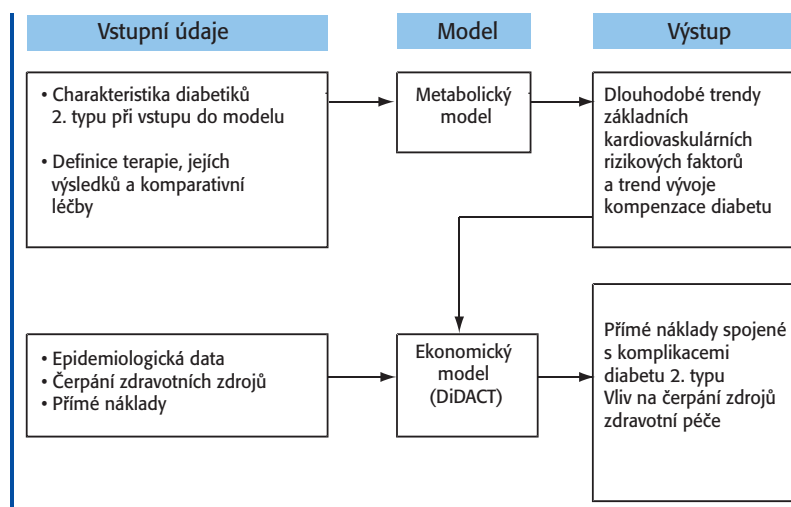 Vstupní údaje
Model
Výstup
• Charakteristika diabetiků
2. typu při vstupu do modelu
• Definice terapie, jejích
výsledků a komparativní
léčby
Metabolický
model
Dlouhodobé trendy
základních
kardiovaskulárních
rizikových faktorů
a trend vývoje
kompenzace diabetu
• Epidemiologická data
• Čerpání zdravotních zdrojů
• Přímé náklady
Ekonomický
model
(DiDACT)
Přímé náklady spojené
s komplikacemi
diabetu 2. typu
Vliv na čerpání zdrojů
zdravotní péče